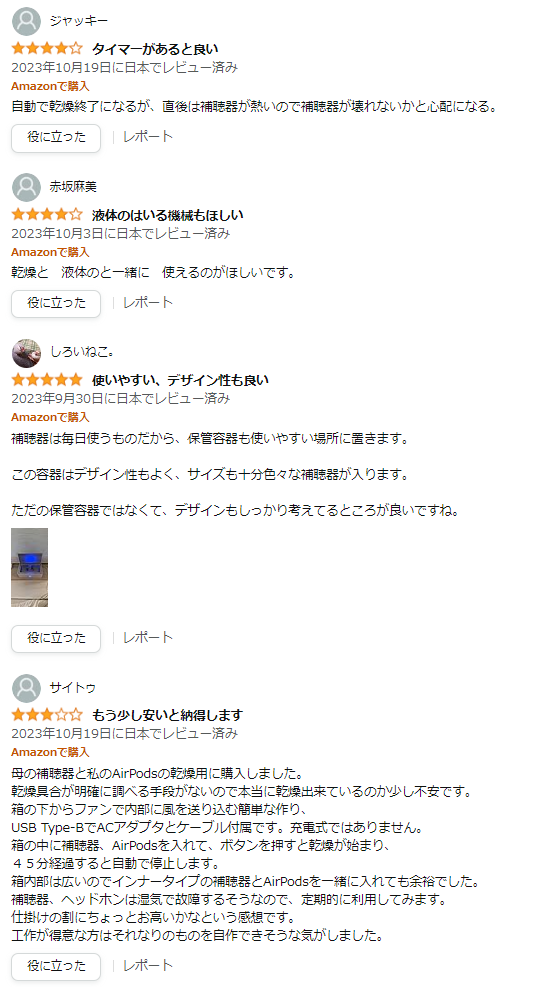 ジャッキー
タイマーがあると良い
2023年10月19日に日本でレビュー済み
Amazonで購入
自動で乾燥終了になるが、直後は補聴器が熱いので補聴器が壊れないかと心配になる。
役に立った | レポート
赤坂麻美
液体のはいる機械もほしい
2023年10月3日に日本でレビュー済み
Amazonで購入
乾燥と　液体のと一緒に　使えるのがほしいです。
役に立った | レポート
しろいねこ。
使いやすい、デザイン性も良い
2023年9月30日に日本でレビュー済み
Amazonで購入
補聴器は毎日使うものだから、保管容器も使いやすい場所に置きます。
この容器はデザイン性もよく、サイズも十分色々な補聴器が入ります。
ただの保管容器ではなくて、デザインもしっかり考えてるところが良いですね。
役に立った | レポート
サイトゥ
もう少し安いと納得します
2023年10月19日に日本でレビュー済み
Amazonで購入
母の補聴器と私のAirPodsの乾燥用に購入しました。
乾燥具合が明確に調べる手段がないので本当に乾燥出来ているのか少し不安です。
箱の下からファンで内部に風を送り込む簡単な作り、
USB Type-BでACアダプタとケーブル付属です。充電式ではありません。
箱の中に補聴器、AirPodsを入れて、ボタンを押すと乾燥が始まり、
４５分経過すると自動で停止します。
箱内部は広いのでインナータイプの補聴器とAirPodsを一緒に入れても余裕でした。
補聴器、ヘッドホンは湿気で故障するそうなので、定期的に利用してみます。
仕掛けの割にちょっとお高いかなという感想です。
工作が得意な方はそれなりのものを自作できそうな気がしました。
役に立った | レポート